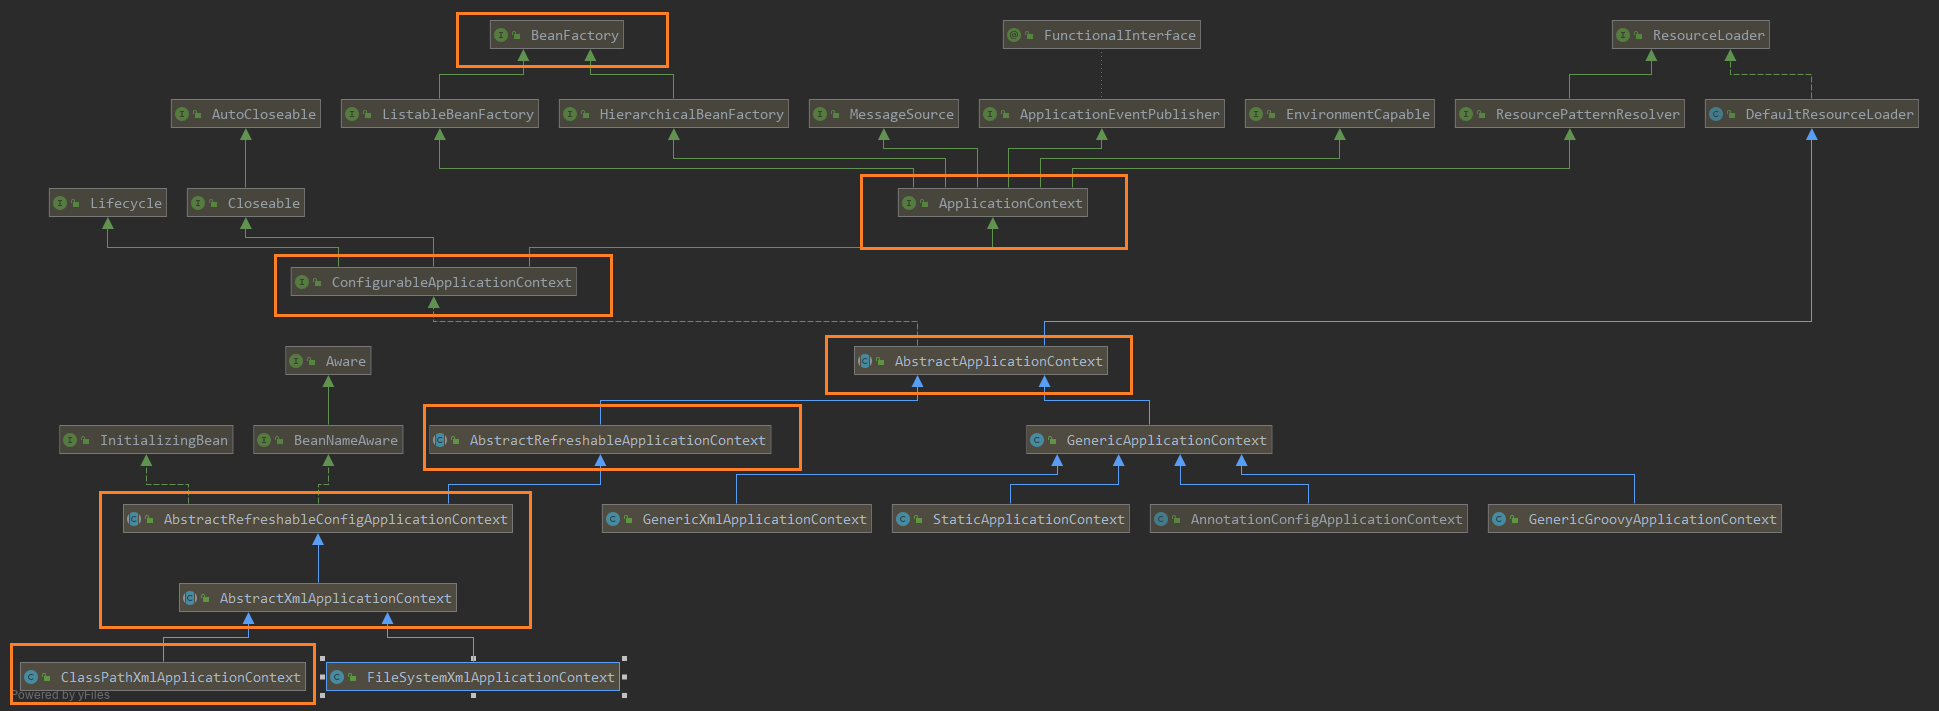 BeanFactory
FunctionalInterface
ResourceLoader
AutoCloseable
ListableBeanFactory
HierarchicalBeanFactory
MessageSource
ApplicationEventPublisher
EnvironmentCapable
ResourcePatternResolver
DefaultResourceLoader
Lifecycle
Closeable
ApplicationContext
ConfigurableApplicationContext
Aware
AbstractApplicationContext
InitializingBean
BeanNameAware
AbstractRefreshableApplicationContext
GenericApplicationContext
AbstractRefreshableConfigApplicationContext
GenericXmlApplicationContext
StaticApplicationContext
AnnotationConfigApplicationContext
GenericGroovyApplicationContext
AbstractXmlApplicationContext
ClassPathXmlApplicationContext
FileSystemXmlApplicationContext
Powered by yFiles